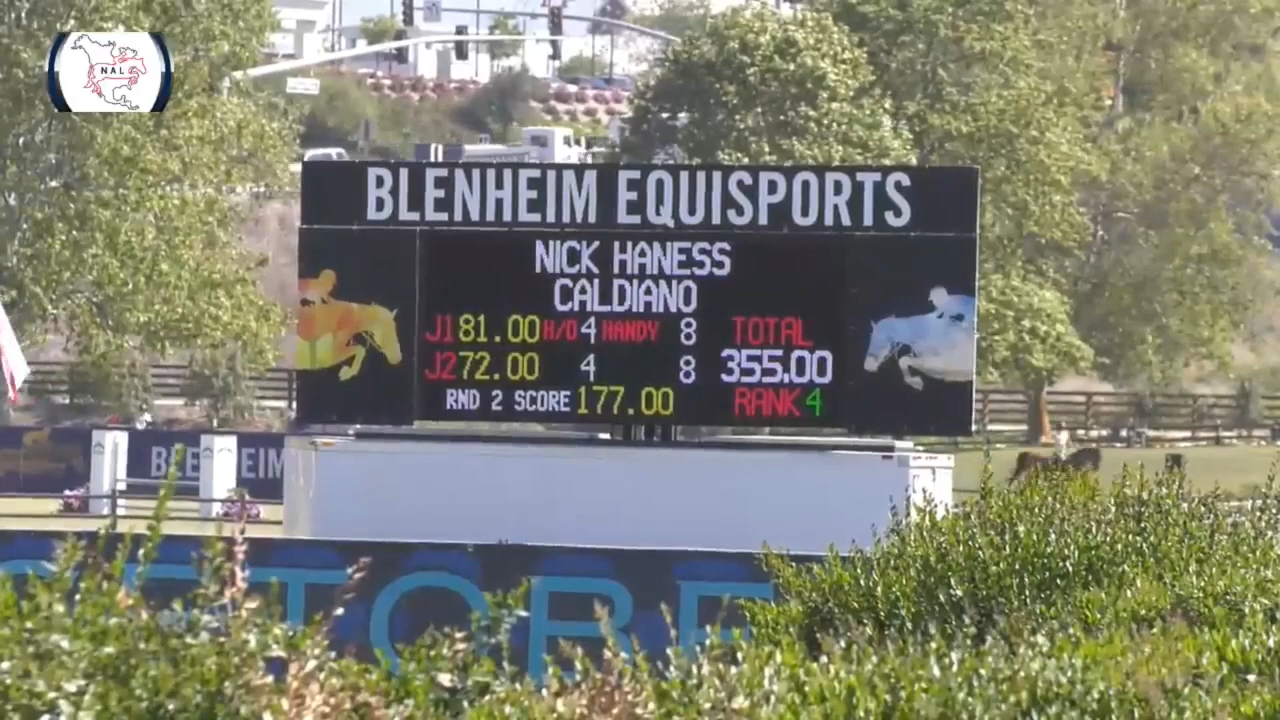 NAL
BLENHEIM EQUISPORTS
NICK HANESS
CALDIANO
J1 81.00 H/O 4 HANDY 8 TOTAL
J2 72.00 4 8 355.00
RND 2 SCORE 177.00 RANK 4